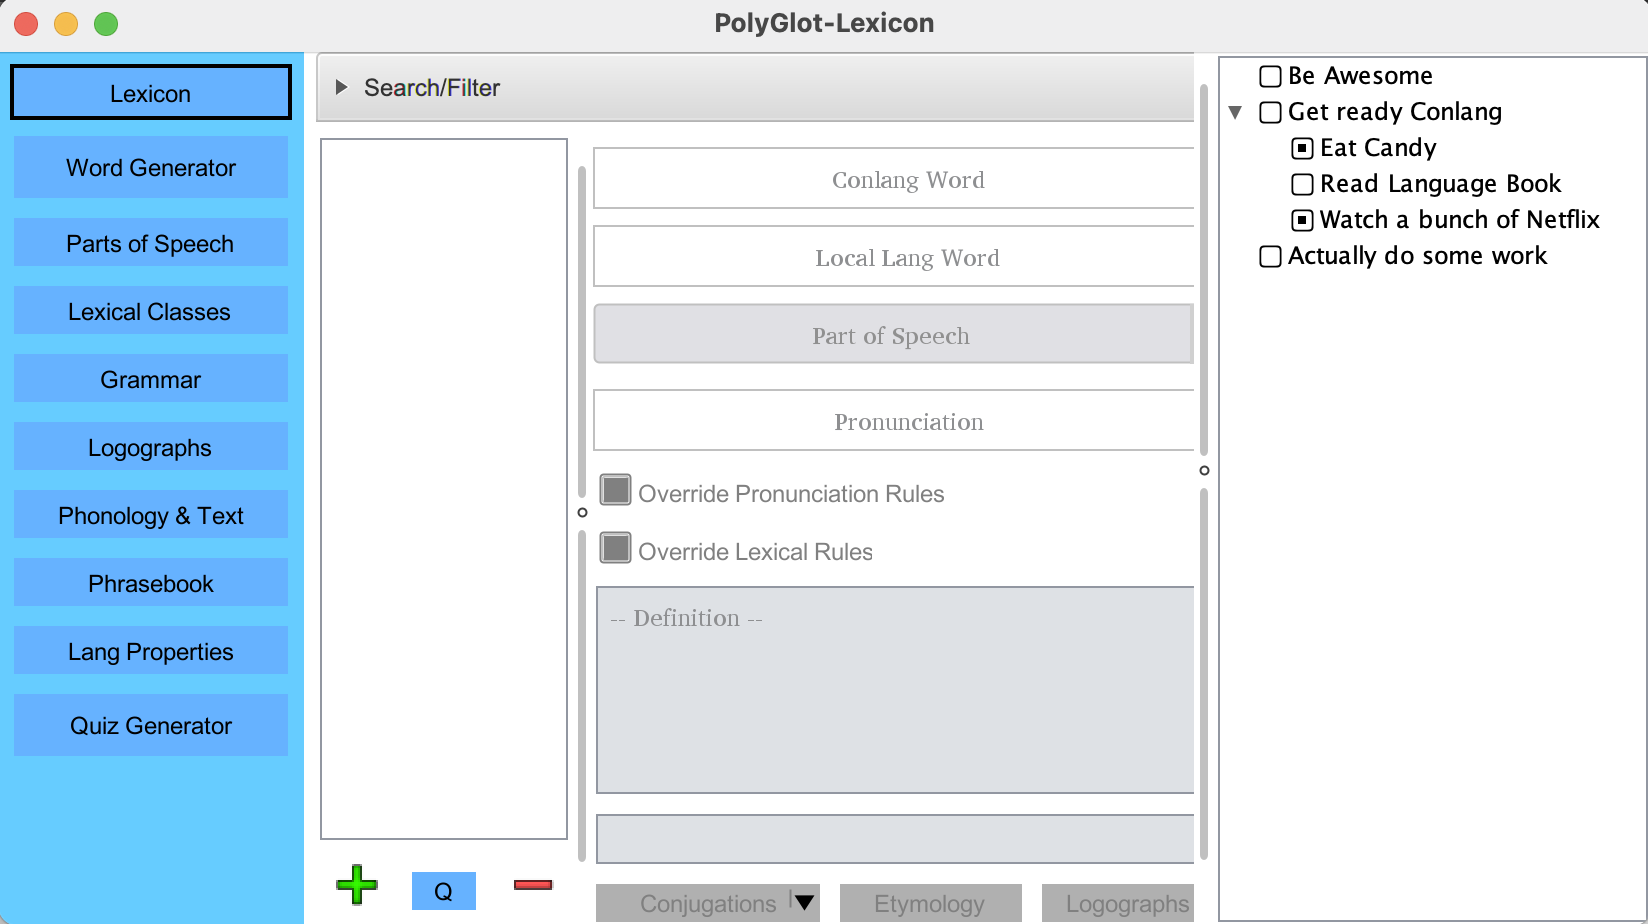 PolyGlot-Lexicon
Lexicon
Word Generator
Parts of Speech
Lexical Classes
Grammar
Logographs
Phonology & Text
Phrasebook
Lang Properties
Quiz Generator
Search/Filter
Q
Conlang Word
Local Lang Word
Part of Speech
Pronunciation
Override Pronunciation Rules
Override Lexical Rules
-- Definition --
Conjugations
Etymology
Logographs
Be Awesome
Get ready Conlang
Eat Candy
Read Language Book
Watch a bunch of Netflix
Actually do some work